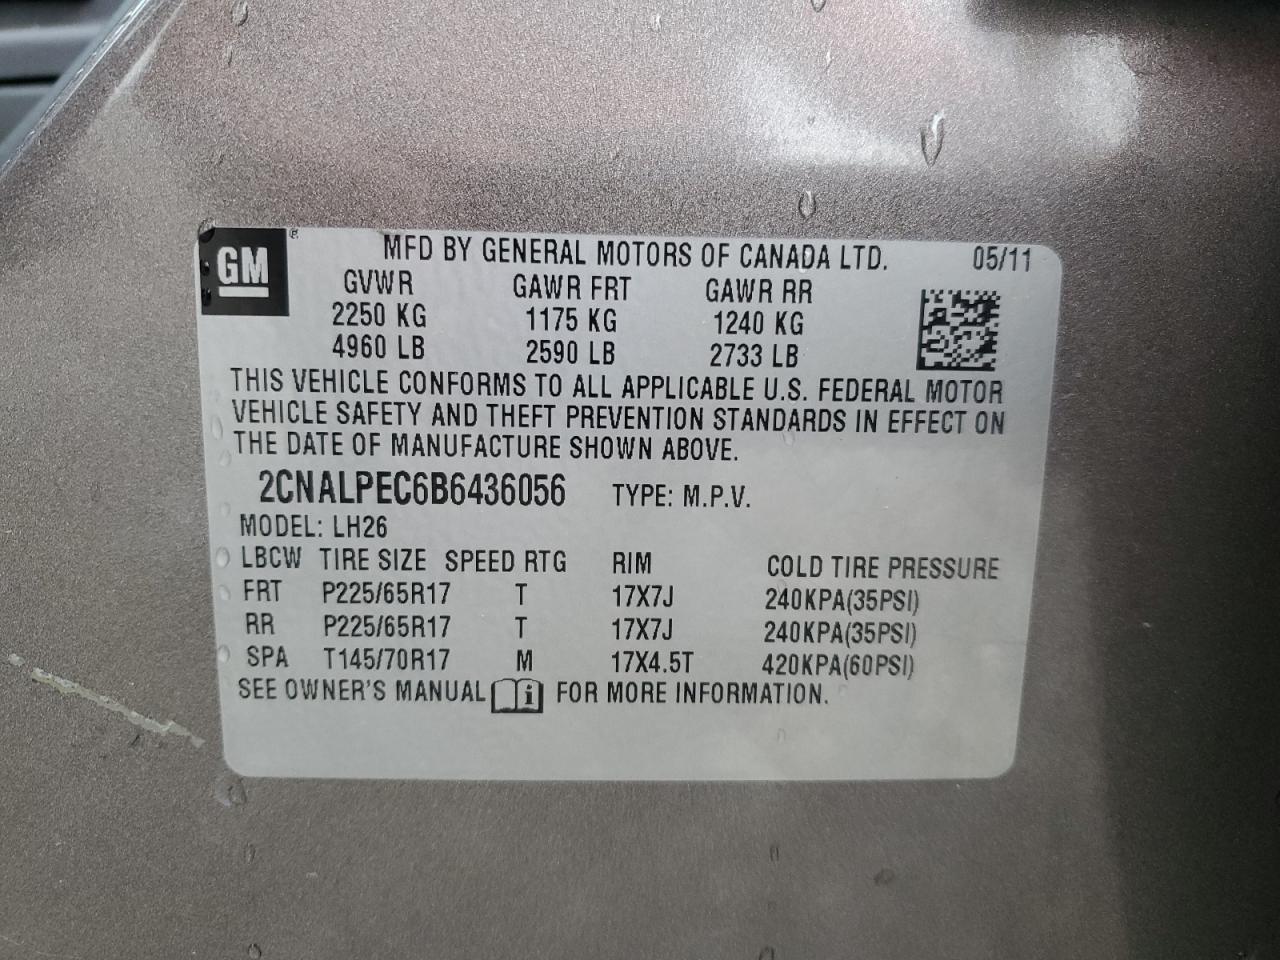 GM ® MFD BY GENERAL MOTORS OF CANADA LTD. 05/11
GVWR GAWR FRT GAWR RR
2250 KG 1175 KG 1240 KG
4960 LB 2590 LB 2733 LB
THIS VEHICLE CONFORMS TO ALL APPLICABLE U.S. FEDERAL MOTOR
VEHICLE SAFETY AND THEFT PREVENTION STANDARDS IN EFFECT ON
THE DATE OF MANUFACTURE SHOWN ABOVE.
2CNALPEC6B6436056 TYPE: M.P.V.
MODEL: LH26
LBCW TIRE SIZE SPEED RTG RIM COLD TIRE PRESSURE
FRT P225/65R17 T 17X7J 240KPA(35PSI)
RR P225/65R17 T 17X7J 240KPA(35PSI)
SPA T145/70R17 M 17X4.5T 420KPA(60PSI)
SEE OWNER'S MANUAL i FOR MORE INFORMATION.